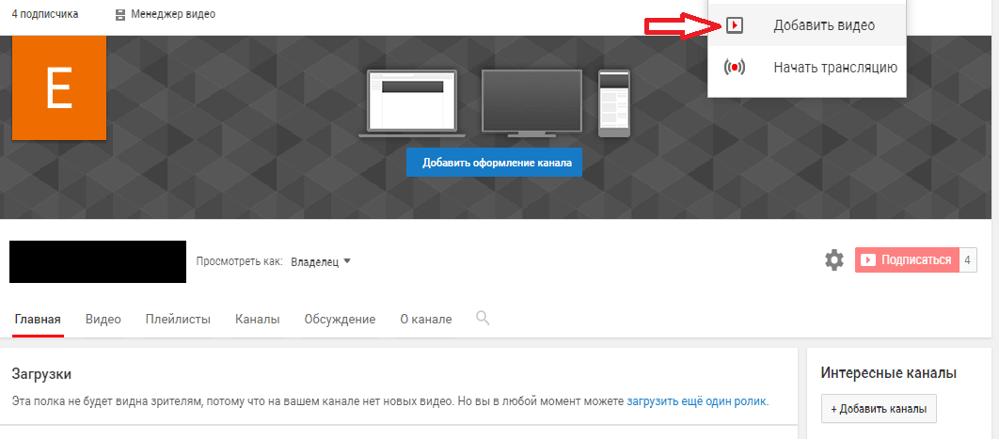 4 подписчика Менеджер видео
Добавить видео
Начать трансляцию
E
Добавить оформление канала
Просмотреть как: Владелец
Подписаться 4
Главная Видео Плейлисты Каналы Обсуждение О канале
Загрузки
Эта полка не будет видна зрителям, потому что на вашем канале нет новых видео. Но вы в любой момент можете загрузить ещё один ролик.
Интересные каналы
+ Добавить каналы